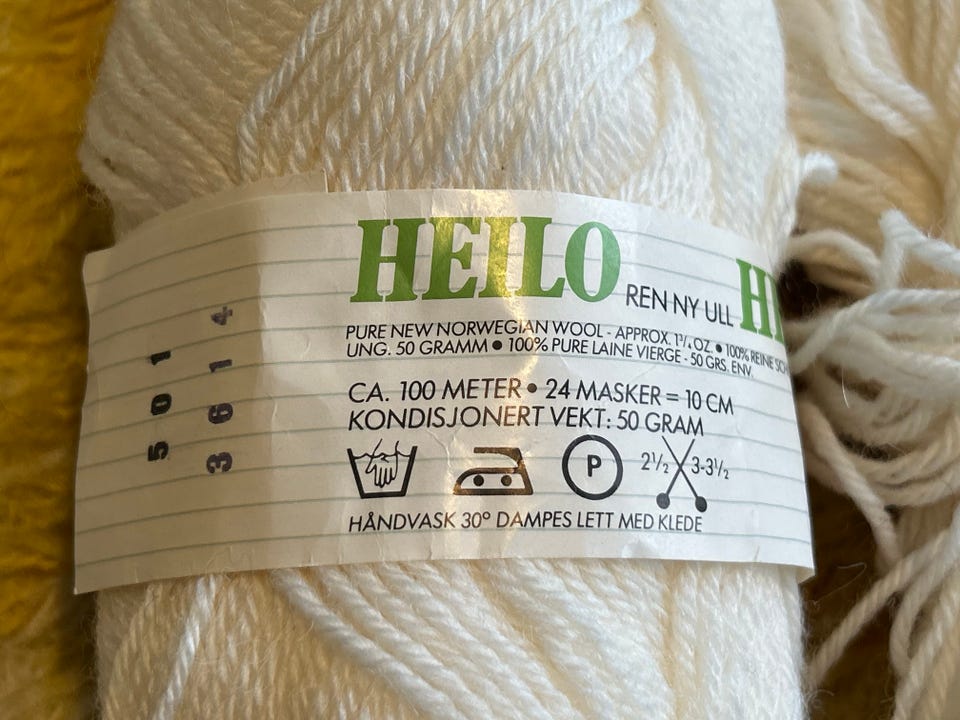 HEILO REN NY ULL H
PURE NEW NORWEGIAN WOOL - APPROX. 1¾ OZ. ● 100% REINE SCH
UNG. 50 GRAMM ● 100% PURE LAINE VIERGE - 50 GRS. ENV.
CA. 100 METER ● 24 MASKER = 10 CM
KONDISJONERT VEKT: 50 GRAM
P 2½ 3-3½
HÅNDVASK 30° DAMPES LETT MED KLEDE
501
3614